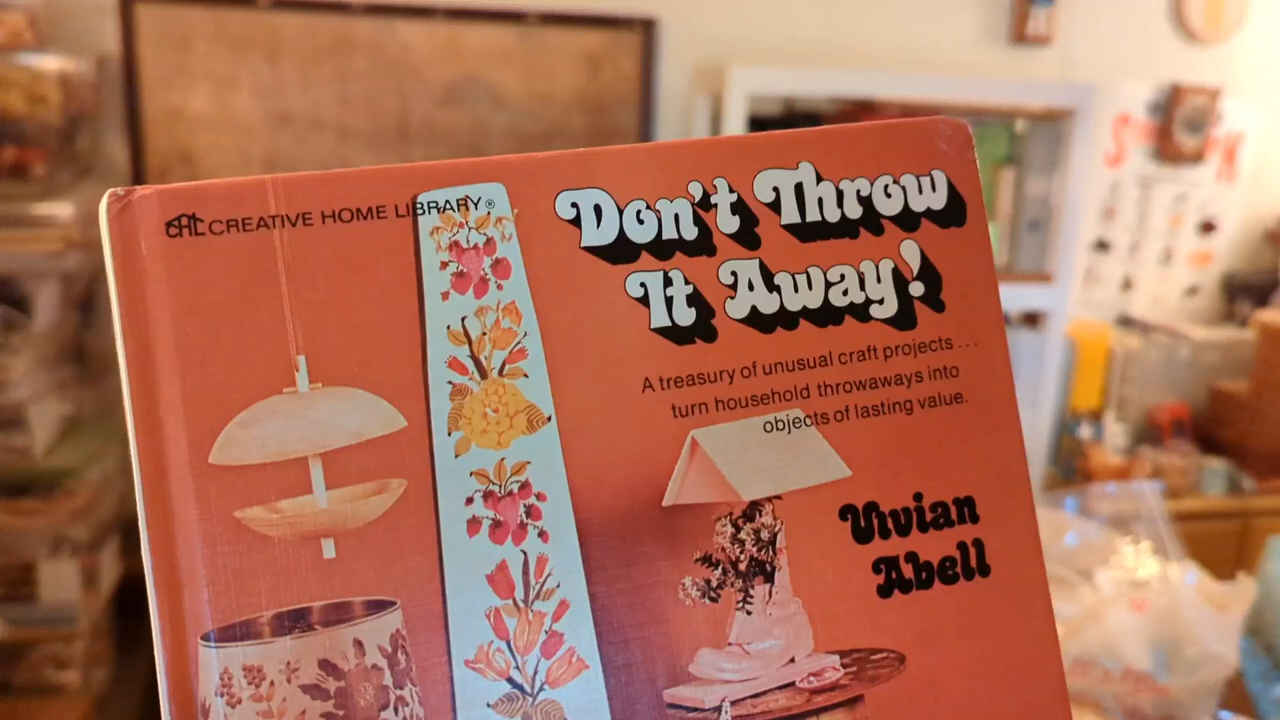 CHL CREATIVE HOME LIBRARY®
Don't Throw
It Away!
A treasury of unusual craft projects...
turn household throwaways into
objects of lasting value.
Vivian
Abell